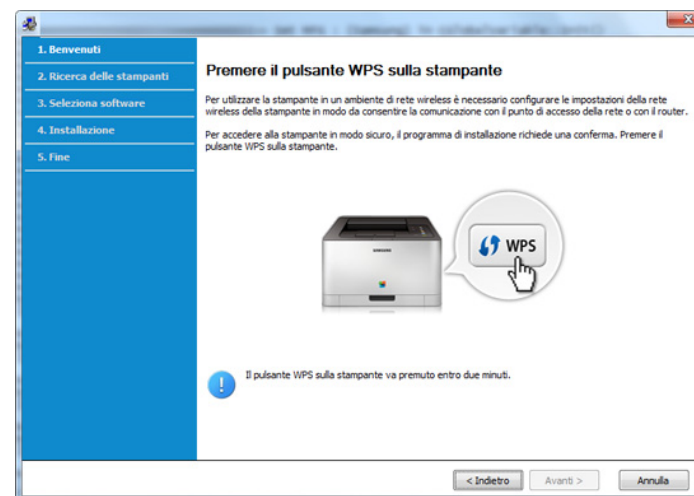 1. Benvenuti
2. Ricerca delle stampanti
3. Seleziona software
4. Installazione
5. Fine
Premere il pulsante WPS sulla stampante
Per utilizzare la stampante in un ambiente di rete wireless è necessario configurare le impostazioni della rete
wireless della stampante in modo da consentire la comunicazione con il punto di accesso della rete o con il router.
Per accedere alla stampante in modo sicuro, il programma di installazione richiede una conferma. Premere il
pulsante WPS sulla stampante.
SAMSUNG
WPS
Il pulsante WPS sulla stampante va premuto entro due minuti.
< Indietro
Avanti >
Annulla